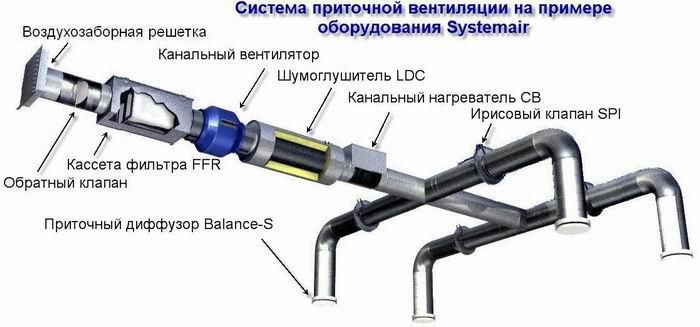 Система приточной вентиляции на примере
оборудования Systemair
Воздухозаборная решетка
Канальный вентилятор
Шумоглушитель LDC
Канальный нагреватель СВ
Ирисовый клапан SPI
Кассета фильтра FFR
Обратный клапан
Приточный диффузор Balance-S